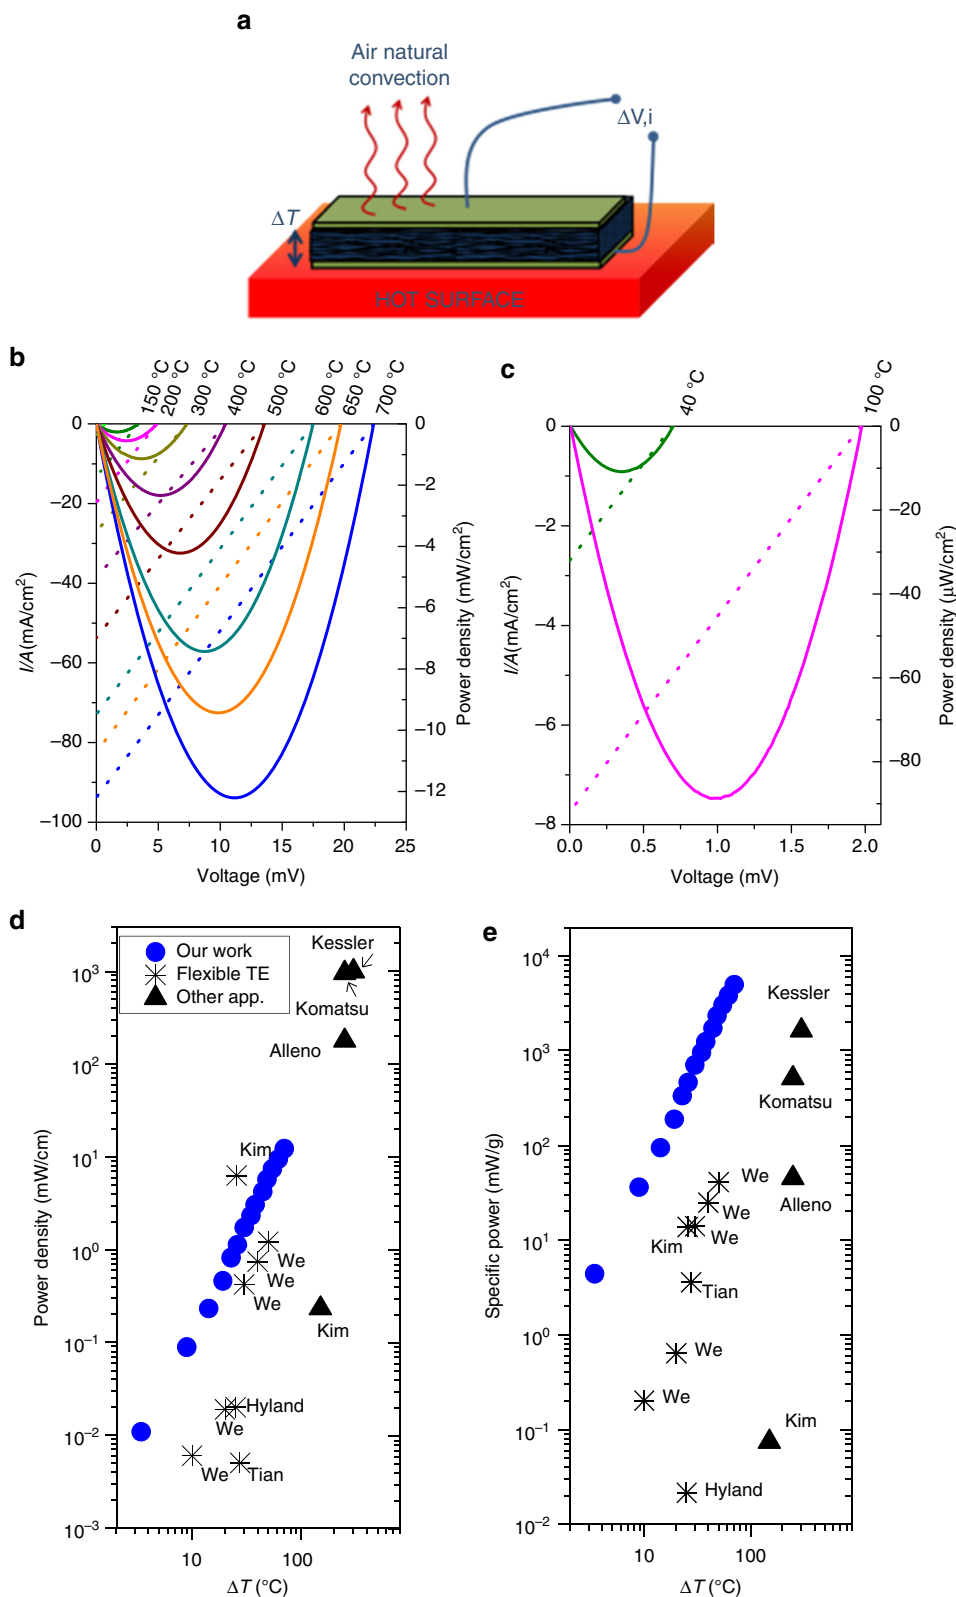 a
Air natural
convection
ΔV,i
ΔT
HOT SURFACE
b
150 °C
200 °C
300 °C
400 °C
500 °C
600 °C
650 °C
700 °C
0
−20
−40
−60
−80
−100
I/A(mA/cm²)
0
−2
−4
−6
−8
−10
−12
Power density (mW/cm²)
0
5
10
15
20
25
Voltage (mV)
c
40 °C
100 °C
0
−2
−4
−6
−8
I/A(mA/cm²)
0
−20
−40
−60
−80
Power density (µW/cm²)
0.0
0.5
1.0
1.5
2.0
Voltage (mV)
d
Our work
Flexible TE
Other app.
Kessler
Komatsu
Alleno
Kim
We
We
We
Kim
Hyland
We
We
Tian
10³
10²
10¹
10⁰
10⁻¹
10⁻²
10⁻³
Power density (mW/cm)
10
100
ΔT (°C)
e
Kessler
Komatsu
Alleno
We
We
We
Kim
Tian
We
We
Kim
Hyland
10⁴
10³
10²
10¹
10⁰
10⁻¹
10⁻²
Specific power (mW/g)
10
100
ΔT (°C)